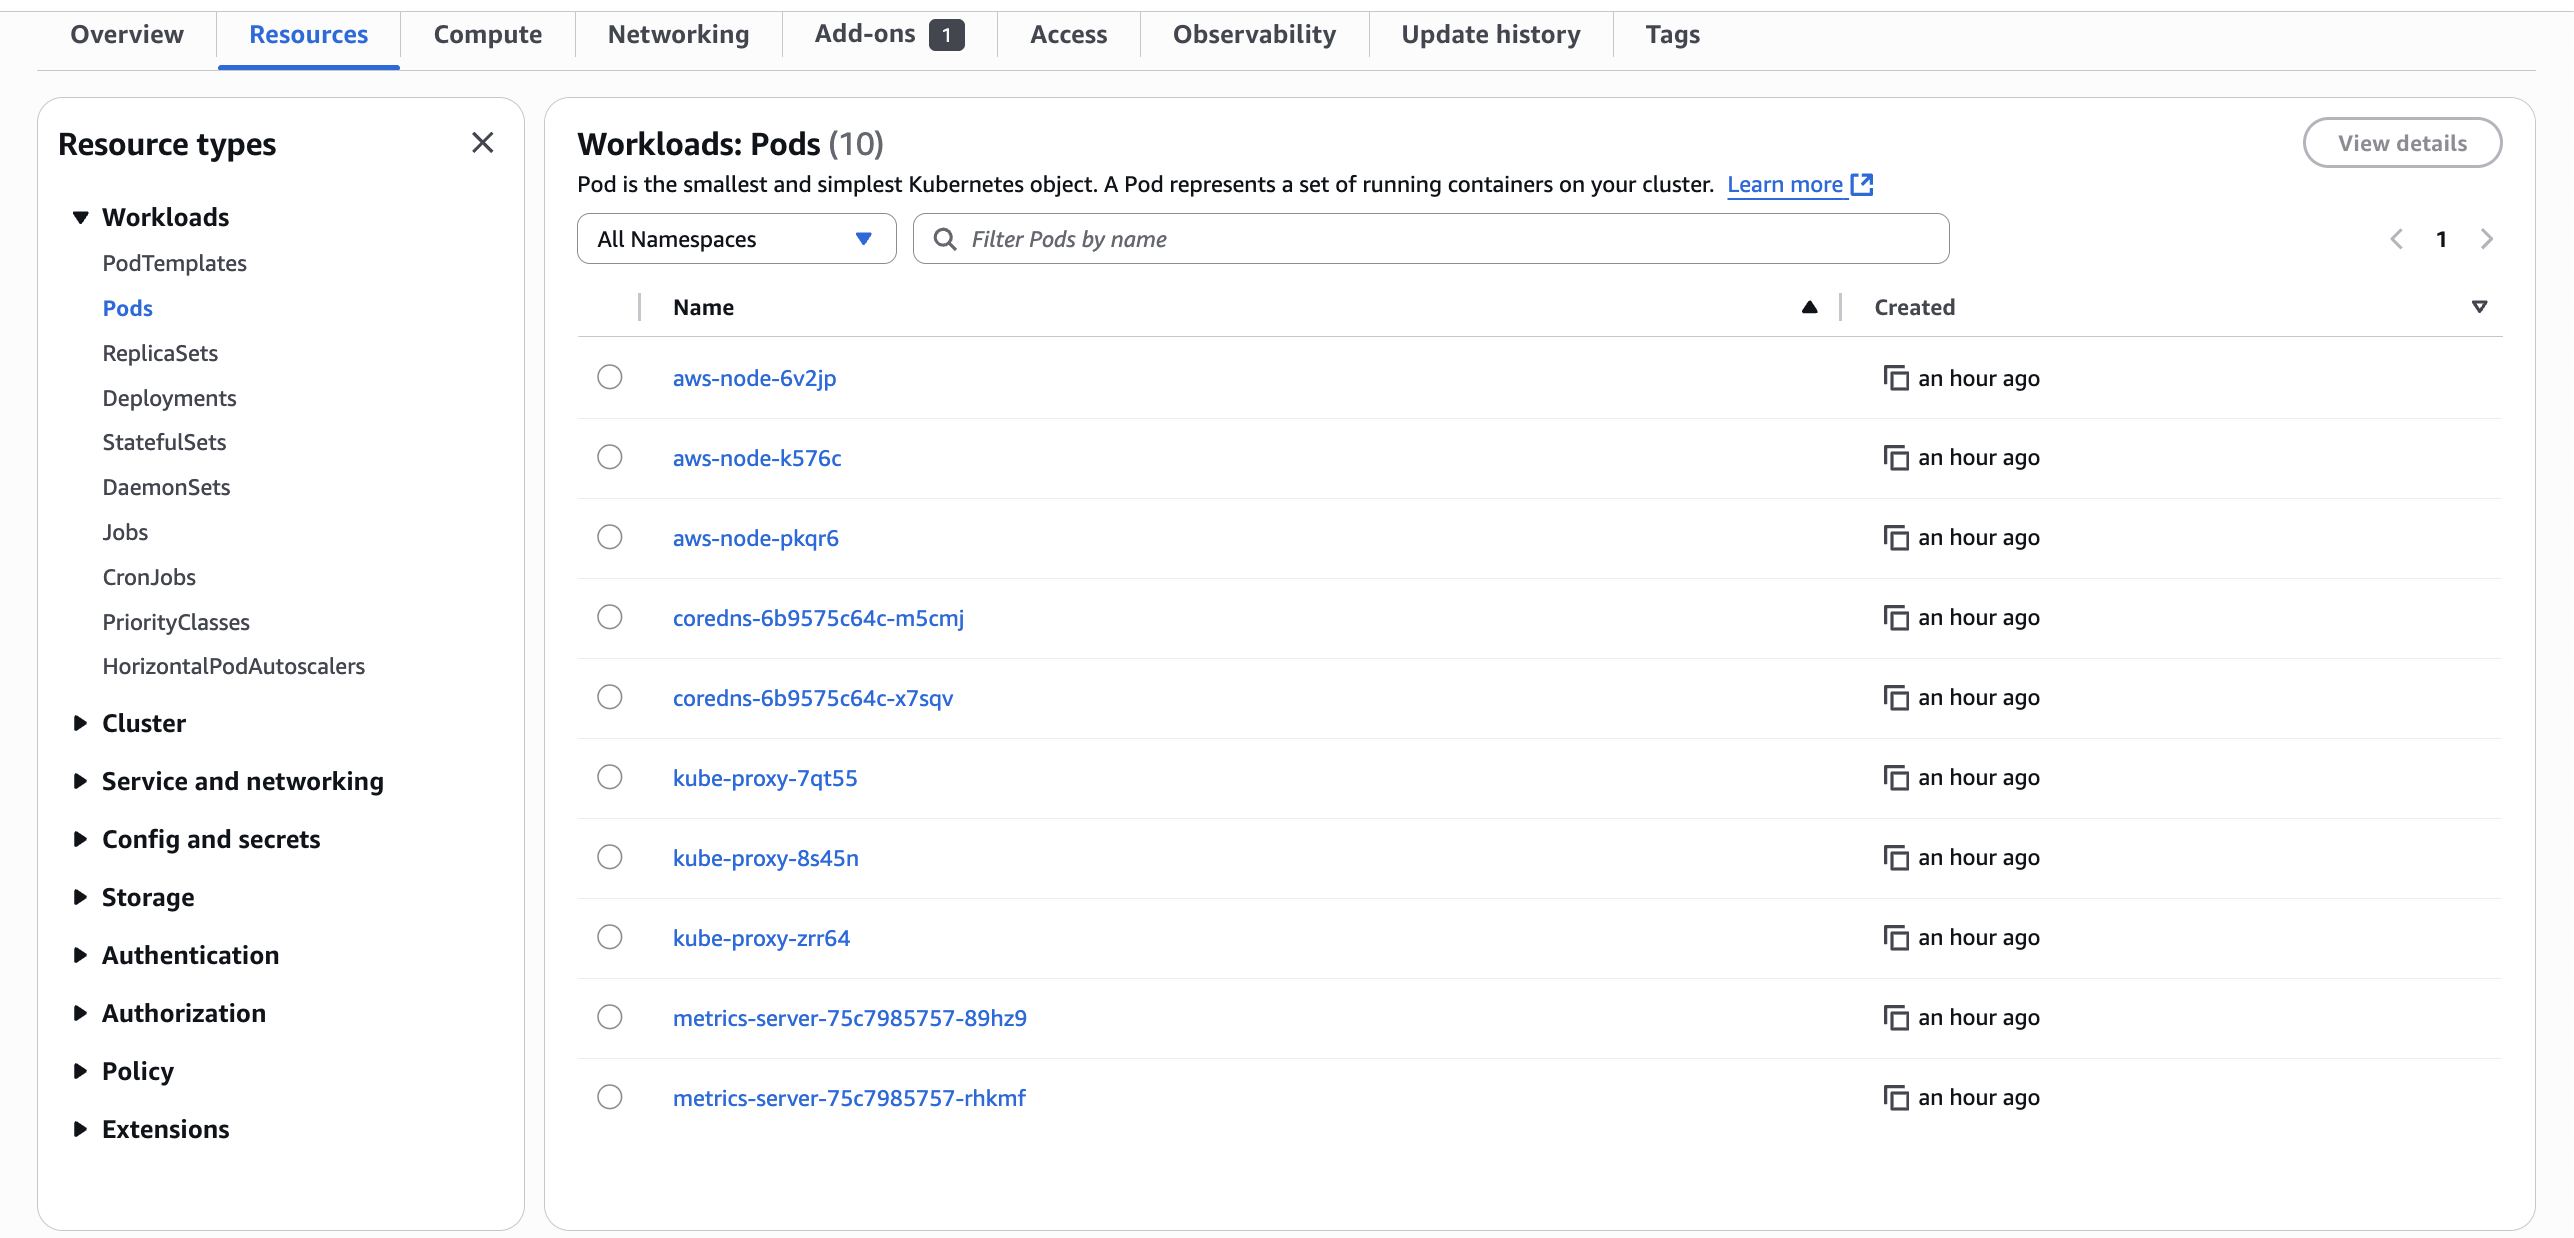 Overview Resources Compute Networking Add-ons 1 Access Observability Update history Tags
Resource types
Workloads
PodTemplates
Pods
ReplicaSets
Deployments
StatefulSets
DaemonSets
Jobs
CronJobs
PriorityClasses
HorizontalPodAutoscalers
Cluster
Service and networking
Config and secrets
Storage
Authentication
Authorization
Policy
Extensions
Workloads: Pods (10)
View details
Pod is the smallest and simplest Kubernetes object. A Pod represents a set of running containers on your cluster. Learn more
All Namespaces Filter Pods by name 1
Name Created
aws-node-6v2jp an hour ago
aws-node-k576c an hour ago
aws-node-pkqr6 an hour ago
coredns-6b9575c64c-m5cmj an hour ago
coredns-6b9575c64c-x7sqv an hour ago
kube-proxy-7qt55 an hour ago
kube-proxy-8s45n an hour ago
kube-proxy-zrr64 an hour ago
metrics-server-75c7985757-89hz9 an hour ago
metrics-server-75c7985757-rhkmf an hour ago